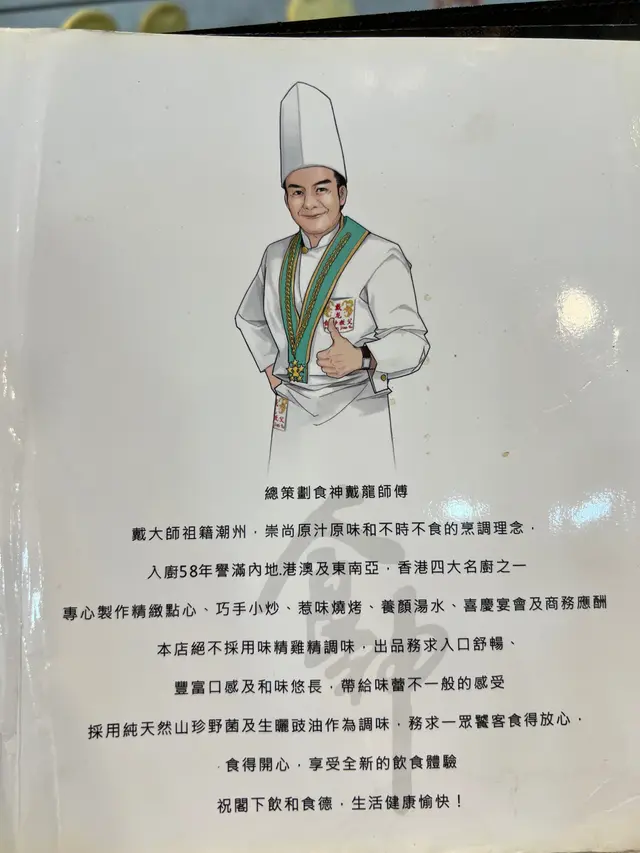 總策劃食神戴龍師傅
戴大師祖籍潮州，崇尚原汁原味和不時不食的烹調理念，
入廚58年譽滿內地.港澳及東南亞，香港四大名廚之一
專心製作精緻點心、巧手小炒、惹味燒烤、養顏湯水、喜慶宴會及商務應酬
本店絕不採用味精雞精調味，出品務求入口舒暢、
豐富口感及和味悠長，帶給味蕾不一般的感受
採用純天然山珍野菌及生曬豉油作為調味，務求一眾饕客食得放心，
食得開心，享受全新的飲食體驗
祝閣下飲和食德，生活健康愉快！
食神